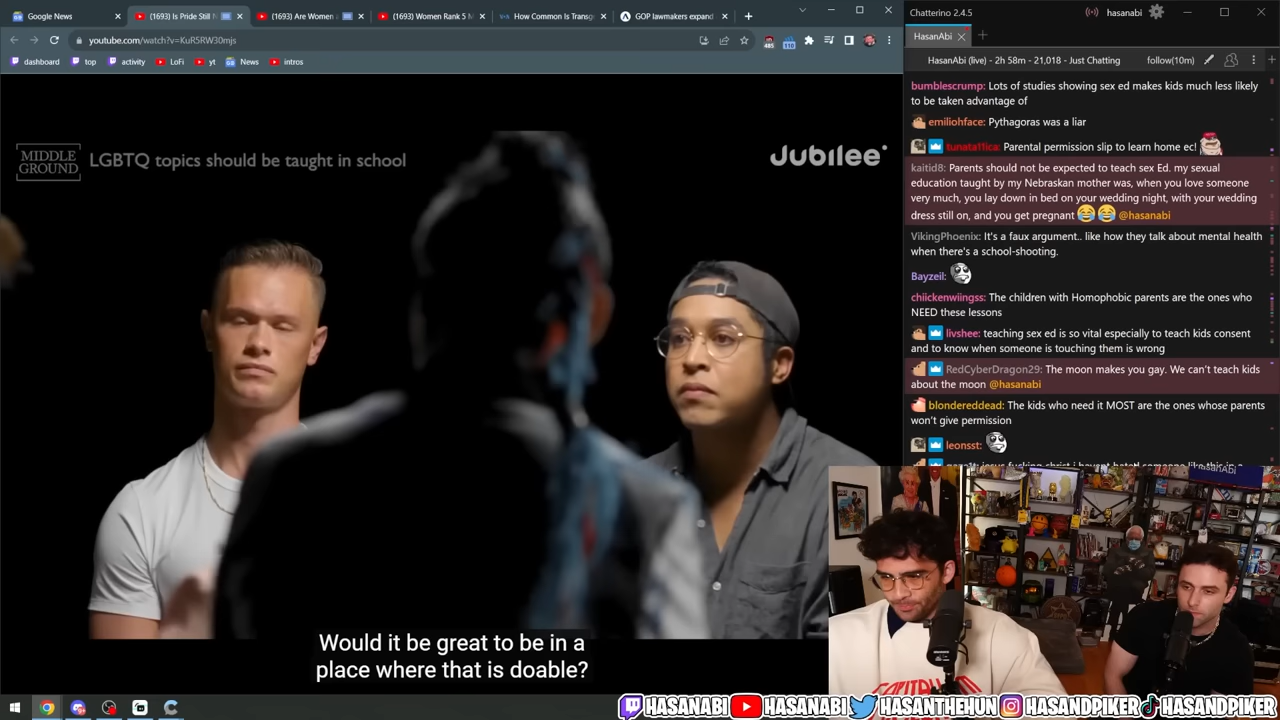 Google News
(1693) Is Pride Still N
(1693) Are Women
(1693) Women Rank 5 M
How Common Is Transg
GOP lawmakers expand
youtube.com/watch?v=KuR5RW30mjs
485
110
dashboard
top
activity
LoFi
yt
News
intros
MIDDLE
GROUND
LGBTQ topics should be taught in school
Jubilee
Would it be great to be in a
place where that is doable?
Chatterino 2.4.5
hasanabi
HasanAbi
HasanAbi (live) - 2h 58m - 21,018 - Just Chatting
follow(10m)
bumblescrump: Lots of studies showing sex ed makes kids much less likely
to be taken advantage of
emiliohface: Pythagoras was a liar
tunata11ica: Parental permission slip to learn home ec!
kaitid8: Parents should not be expected to teach sex Ed. my sexual
education taught by my Nebraskan mother was, when you love someone
very much, you lay down in bed on your wedding night, with your wedding
dress still on, and you get pregnant @hasanabi
VikingPhoenix: It's a faux argument.. like how they talk about mental health
when there's a school-shooting.
Bayzeil:
chiickenwiingss: The children with Homophobic parents are the ones who
NEED these lessons
livshee: teaching sex ed is so vital especially to teach kids consent
and to know when someone is touching them is wrong
RedCyberDragon29: The moon makes you gay. We can't teach kids
about the moon @hasanabi
blondereddead: The kids who need it MOST are the ones whose parents
won't give permission
leonsst:
HASANABI
HASANABI
HASANTHEHUN
HASANDPIKER
HASANDPIKER